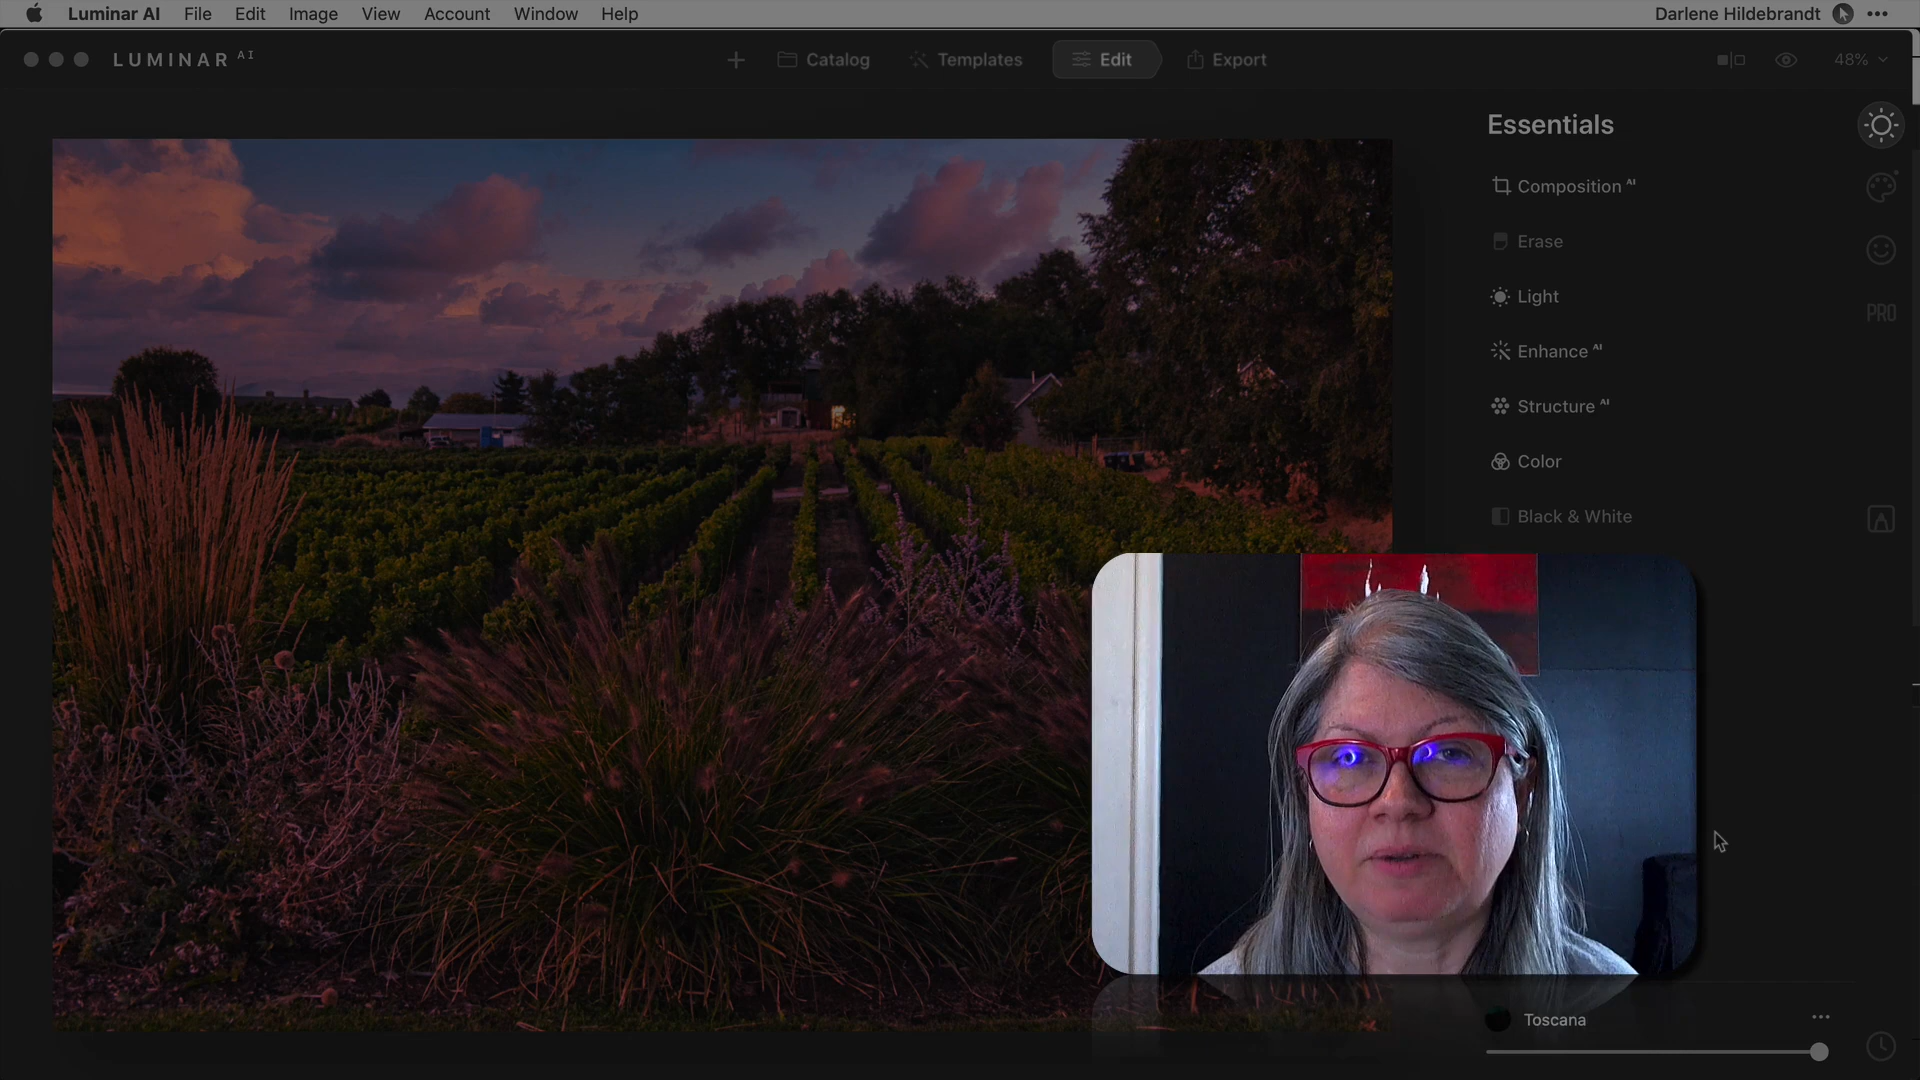 Luminar AI File Edit Image View Account Window Help Darlene Hildebrandt
LUMINAR AI Catalog Templates Edit Export 48%
Essentials
Composition AI
Erase
Light
Enhance AI
Structure AI
Color
Black & White
PRO
Toscana